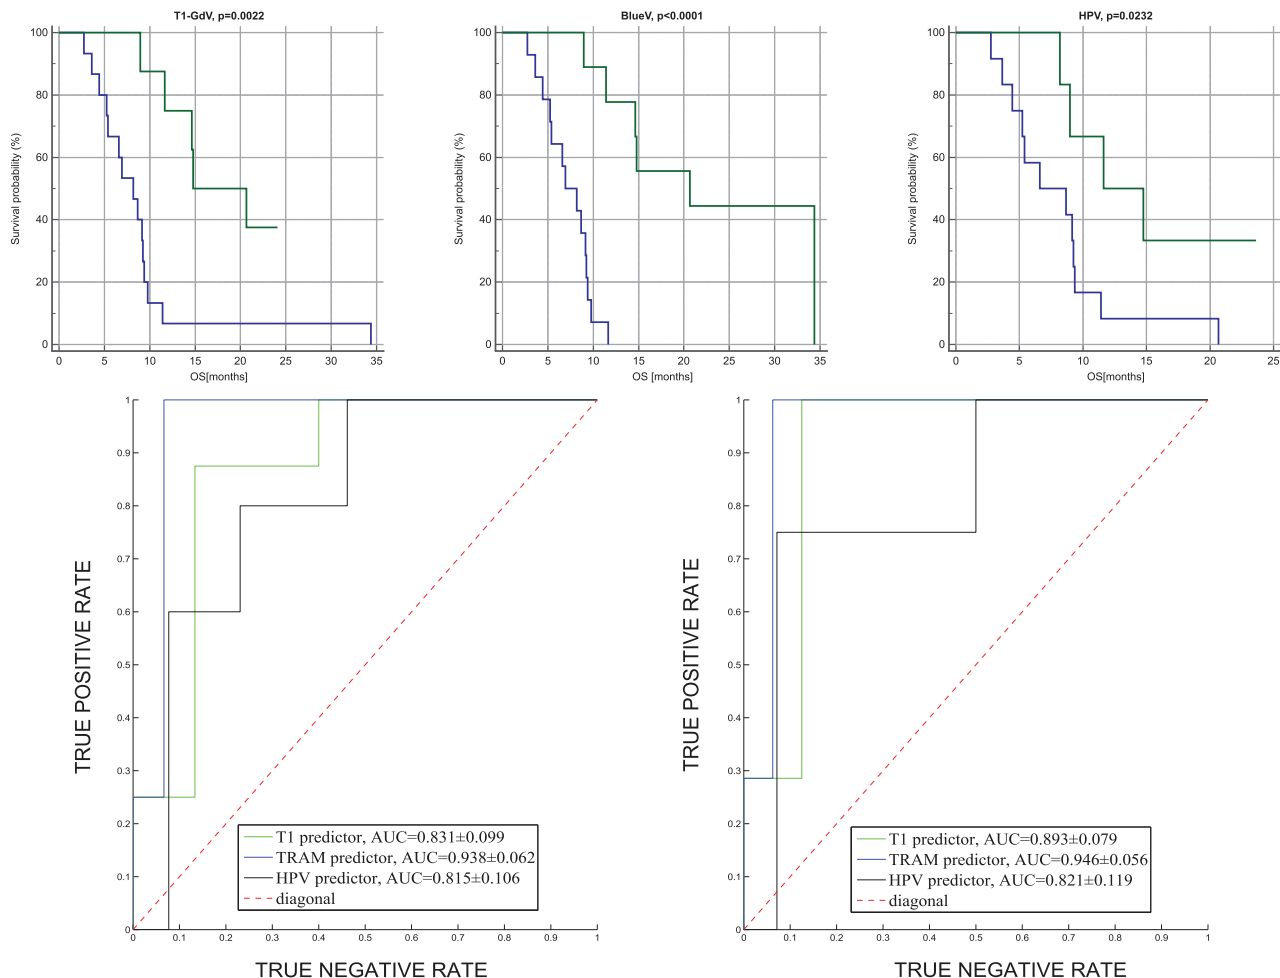 T1-GdV, p=0.0022
100
80
60
40
20
0
Survival probability (%)
0 5 10 15 20 25 30 35
OS[months]
BlueV, p<0.0001
100
80
60
40
20
0
Survival probability (%)
0 5 10 15 20 25 30 35
OS [months]
HPV, p=0.0232
100
80
60
40
20
0
Survival probability (%)
0 5 10 15 20 25
OS[months]
1
0.9
0.8
0.7
0.6
0.5
0.4
0.3
0.2
0.1
0
TRUE POSITIVE RATE
T1 predictor, AUC=0.831±0.099
TRAM predictor, AUC=0.938±0.062
HPV predictor, AUC=0.815±0.106
diagonal
0 0.1 0.2 0.3 0.4 0.5 0.6 0.7 0.8 0.9 1
TRUE NEGATIVE RATE
1
0.9
0.8
0.7
0.6
0.5
0.4
0.3
0.2
0.1
0
TRUE POSITIVE RATE
T1 predictor, AUC=0.893±0.079
TRAM predictor, AUC=0.946±0.056
HPV predictor, AUC=0.821±0.119
diagonal
0 0.1 0.2 0.3 0.4 0.5 0.6 0.7 0.8 0.9 1
TRUE NEGATIVE RATE